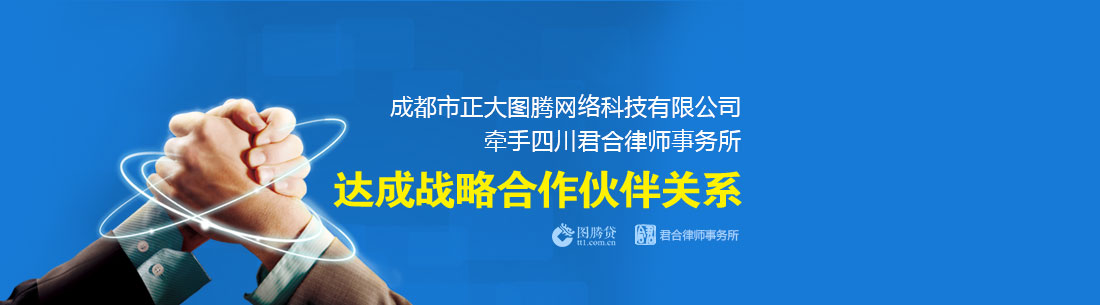 成都市正大图腾网络科技有限公司
牵手四川君合律师事务所
达成战略合作伙伴关系
图腾贷
tt1.com.cn
君合律师事务所